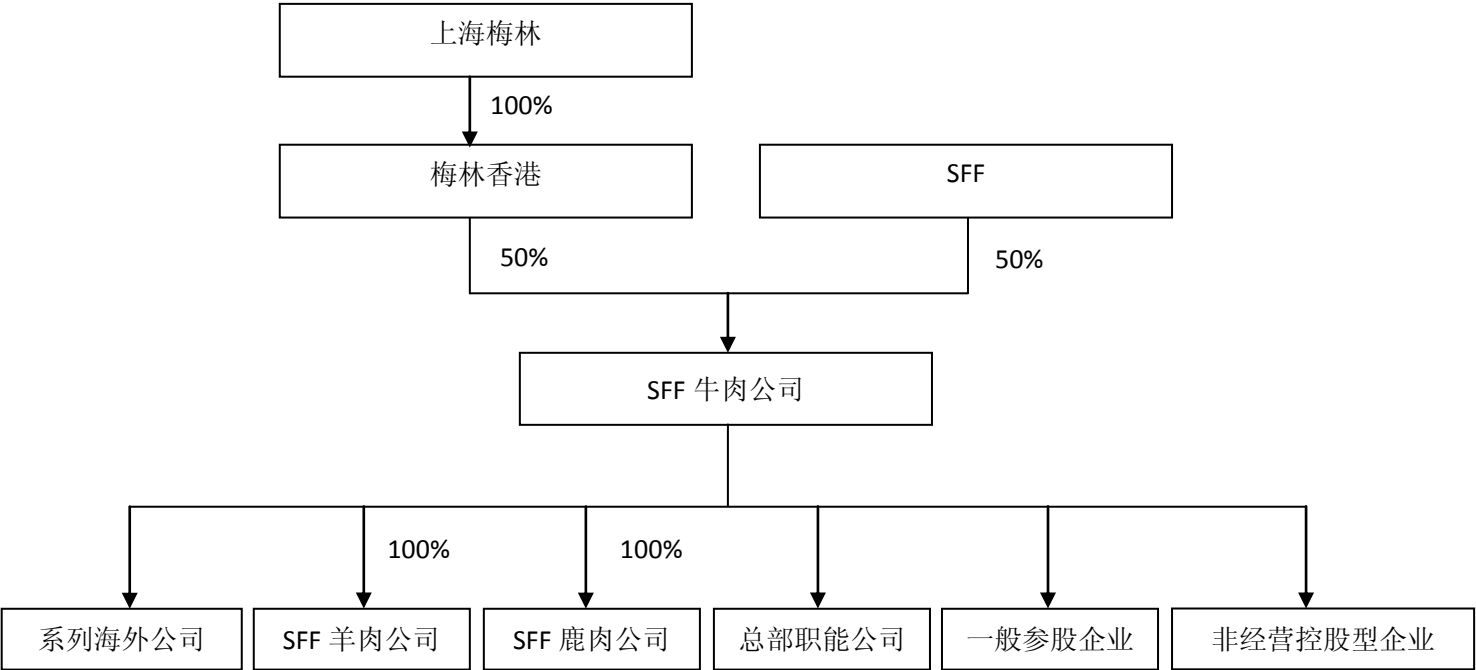 上海梅林
100%
梅林香港
SFF
50%
50%
SFF 牛肉公司
100%
100%
系列海外公司
SFF 羊肉公司
SFF 鹿肉公司
总部职能公司
一般参股企业
非经营控股型企业